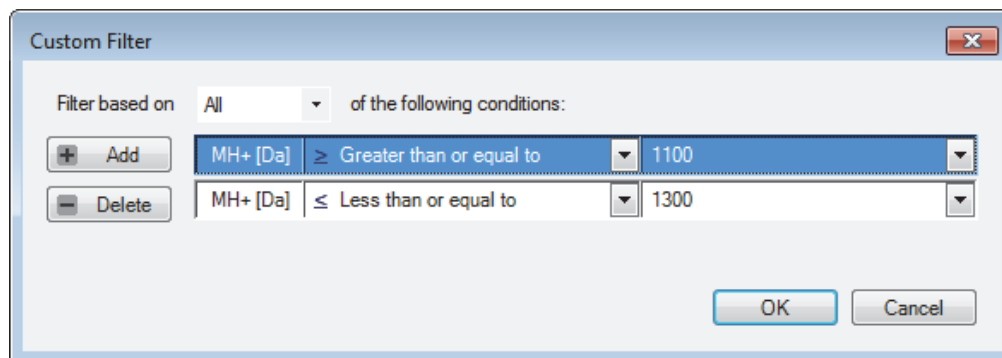 Custom Filter
Filter based on All of the following conditions:
Add MH+ [Da] ≥ Greater than or equal to 1100
Delete MH+ [Da] ≤ Less than or equal to 1300
OK Cancel